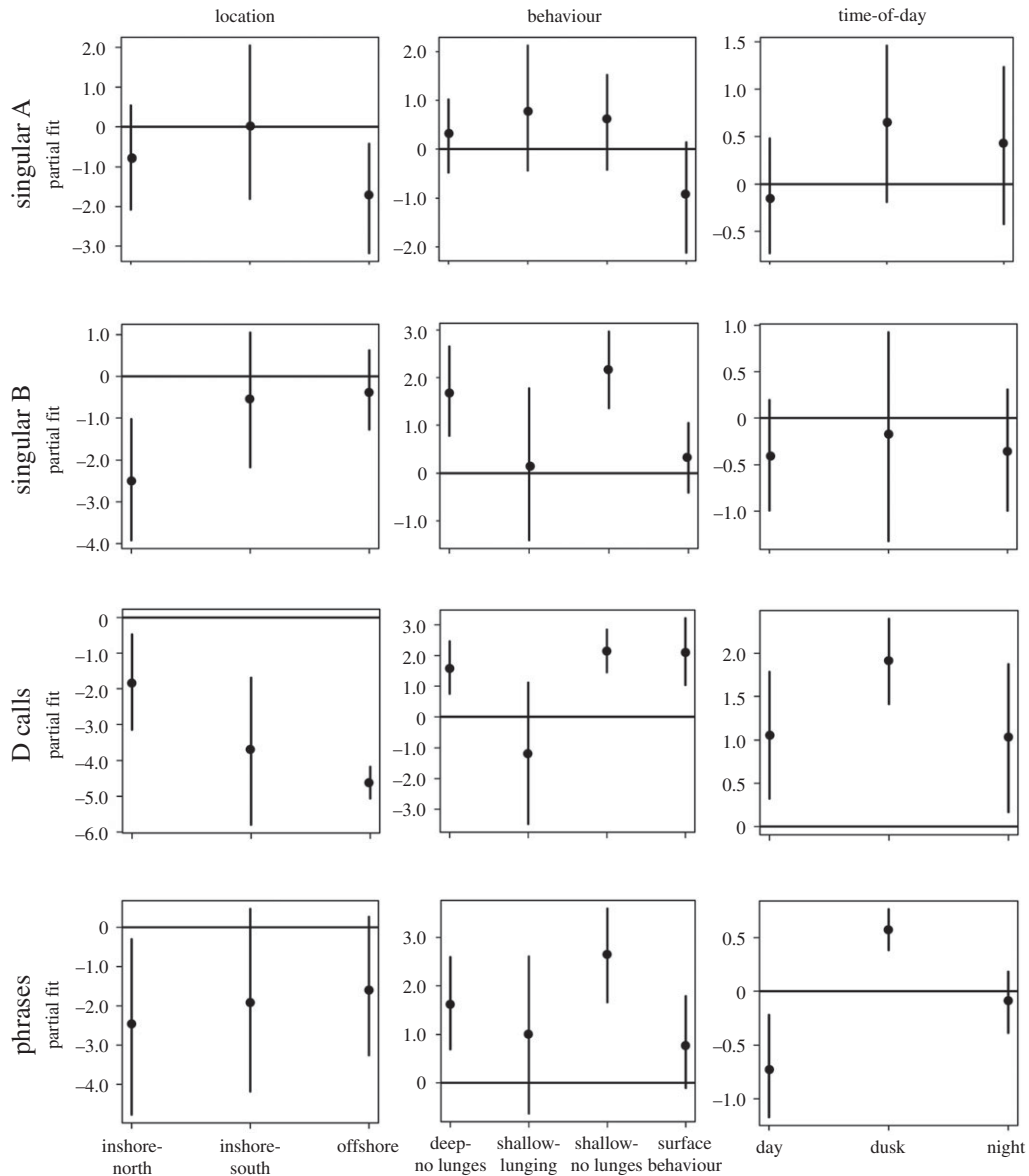 location behaviour time-of-day
singular A
partial fit
2.0
1.0
0
–1.0
–2.0
–3.0
2.0
1.0
0
–1.0
–2.0
1.5
1.0
0.5
0
–0.5
singular B
partial fit
1.0
0
–1.0
–2.0
–3.0
–4.0
3.0
2.0
1.0
0
–1.0
1.0
0.5
0
–0.5
–1.0
D calls
partial fit
0
–1.0
–2.0
–3.0
–4.0
–5.0
–6.0
3.0
2.0
1.0
0
–1.0
–2.0
–3.0
2.0
1.0
0.5
0
phrases
partial fit
0
–1.0
–2.0
–3.0
–4.0
3.0
2.0
1.0
0
0.5
0
–0.5
–1.0
inshore-
north
inshore-
south
offshore
deep-
no lunges
shallow-
lunging
shallow-
no lunges
surface
behaviour
day
dusk
night